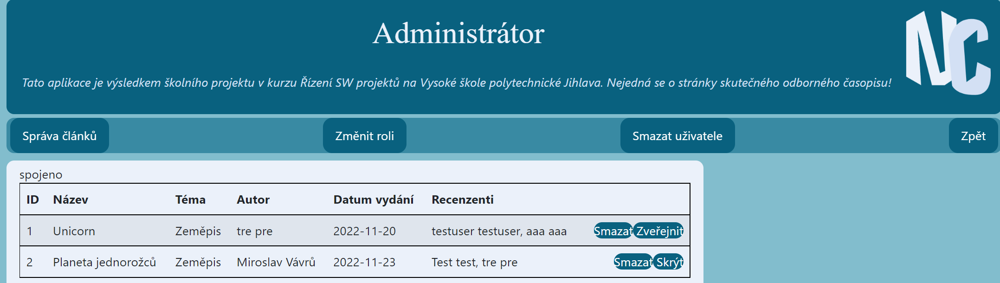 Administrátor
NC
Tato aplikace je výsledkem školního projektu v kurzu Řízení SW projektů na Vysoké škole polytechnické Jihlava. Nejedná se o stránky skutečného odborného časopisu!
Správa článků Změnit roli Smazat uživatele Zpět
spojeno
ID Název Téma Autor Datum vydání Recenzenti
1 Unicorn Zeměpis tre pre 2022-11-20 testuser testuser, aaa aaa Smazat Zveřejnit
2 Planeta jednorožců Zeměpis Miroslav Vávrů 2022-11-23 Test test, tre pre Smazat Skrýt